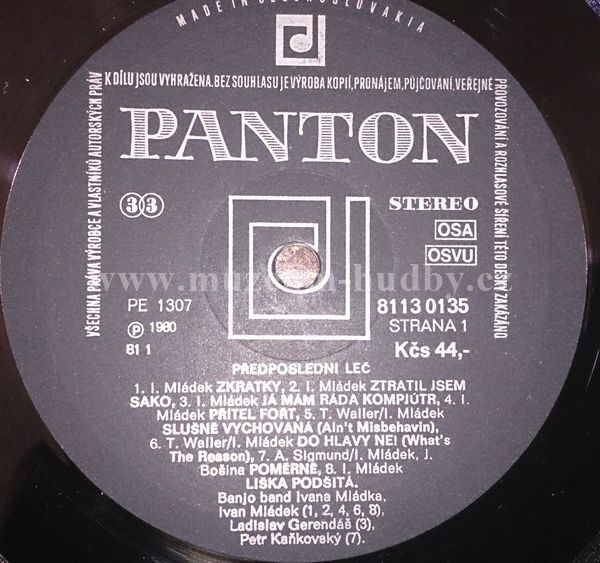 MADE IN CZECHOSLOVAKIA
VŠECHNA PRÁVA VÝROBCE A VLASTNÍKŮ AUTORSKÝCH PRÁV
K DÍLU JSOU VYHRAŽENA. BEZ SOUHLASU JE VÝROBA KOPIÍ, PRONÁJEM, PŮJČOVÁNÍ, VEŘEJNÉ
PROVOZOVÁNÍ A ROZHLASOVÉ ŠÍŘENÍ TÉTO DESKY ZAKÁZÁNO
PANTON
33
STEREO
OSA
OSVU
www.muzeum-hudby.cz
PE 1307
8113 0135
Ⓟ 1980
STRANA 1
81 1
Kčs 44,-
PŘEDPOSLEDNÍ LEČ
1. I. Mládek ZKRATKY, 2. I. Mládek ZTRATIL JSEM
SAKO, 3. I. Mládek JÁ MÁM RÁDA KOMPJÚTR, 4. I.
Mládek PŘÍTEL FOŘT, 5. T. Waller/I. Mládek
SLUŠNĚ VYCHOVANÁ (Ain't Misbehavin),
6. T. Waller/I. Mládek DO HLAVY NE! (What's
The Reason), 7. A. Sigmund/I. Mládek, J.
Bošina POMĚRNĚ, 8. I. Mládek
LIŠKA PODŠITÁ.
Banjo band Ivana Mládka,
Ivan Mládek (1, 2, 4, 6, 8),
Ladislav Gerendáš (3),
Petr Kaňkovský (7).